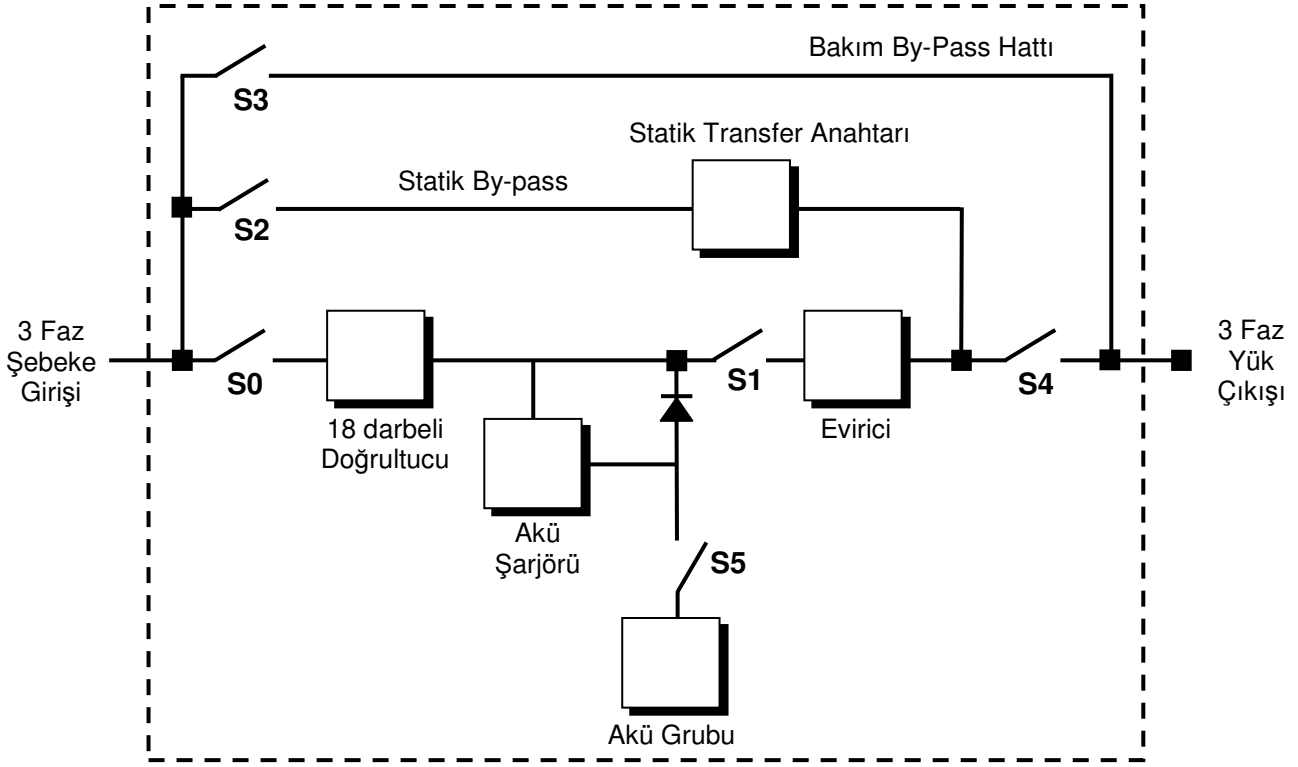 Bakım By-Pass Hattı
S3
Statik Transfer Anahtarı
Statik By-pass
S2
3 Faz
Şebeke
Girişi
S0
18 darbeli
Doğrultucu
S1
Evirici
S4
3 Faz
Yük
Çıkışı
Akü
Şarjörü
S5
Akü Grubu